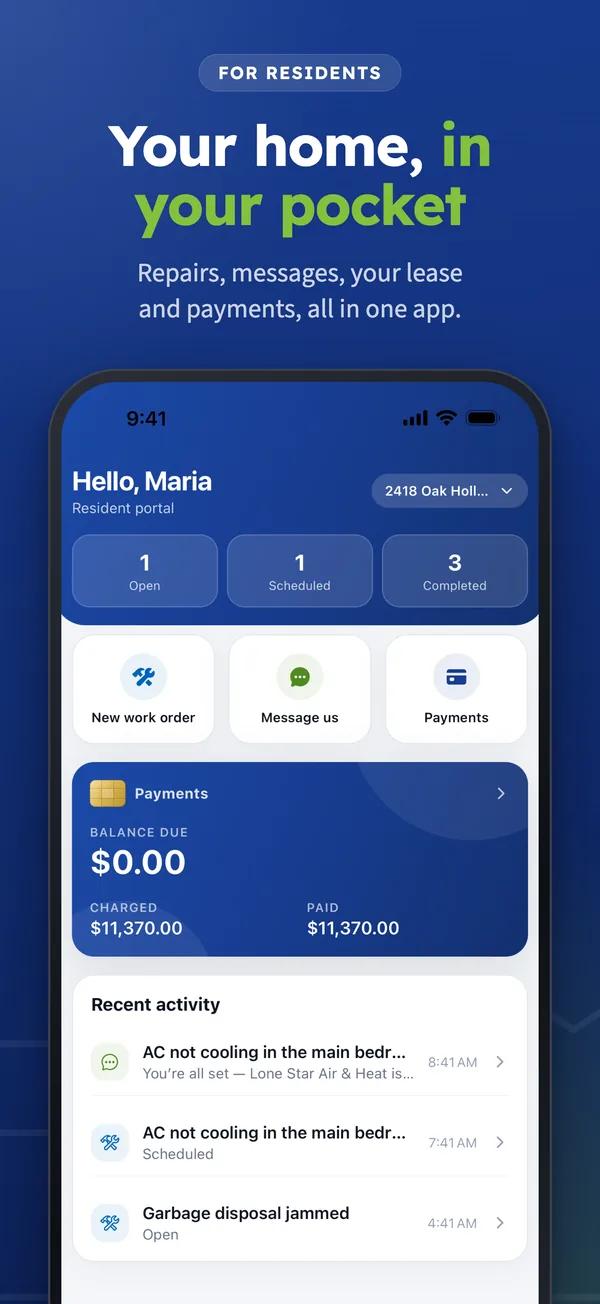 FOR RESIDENTS
Your home, in
your pocket
Repairs, messages, your lease
and payments, all in one app.
9:41
Hello, Maria
Resident portal
2418 Oak Holl...
1
Open
1
Scheduled
3
Completed
New work order
Message us
Payments
Payments
BALANCE DUE
$0.00
CHARGED
$11,370.00
PAID
$11,370.00
Recent activity
AC not cooling in the main bedr...
8:41 AM
You're all set — Lone Star Air & Heat is...
AC not cooling in the main bedr...
7:41 AM
Scheduled
Garbage disposal jammed
4:41 AM
Open